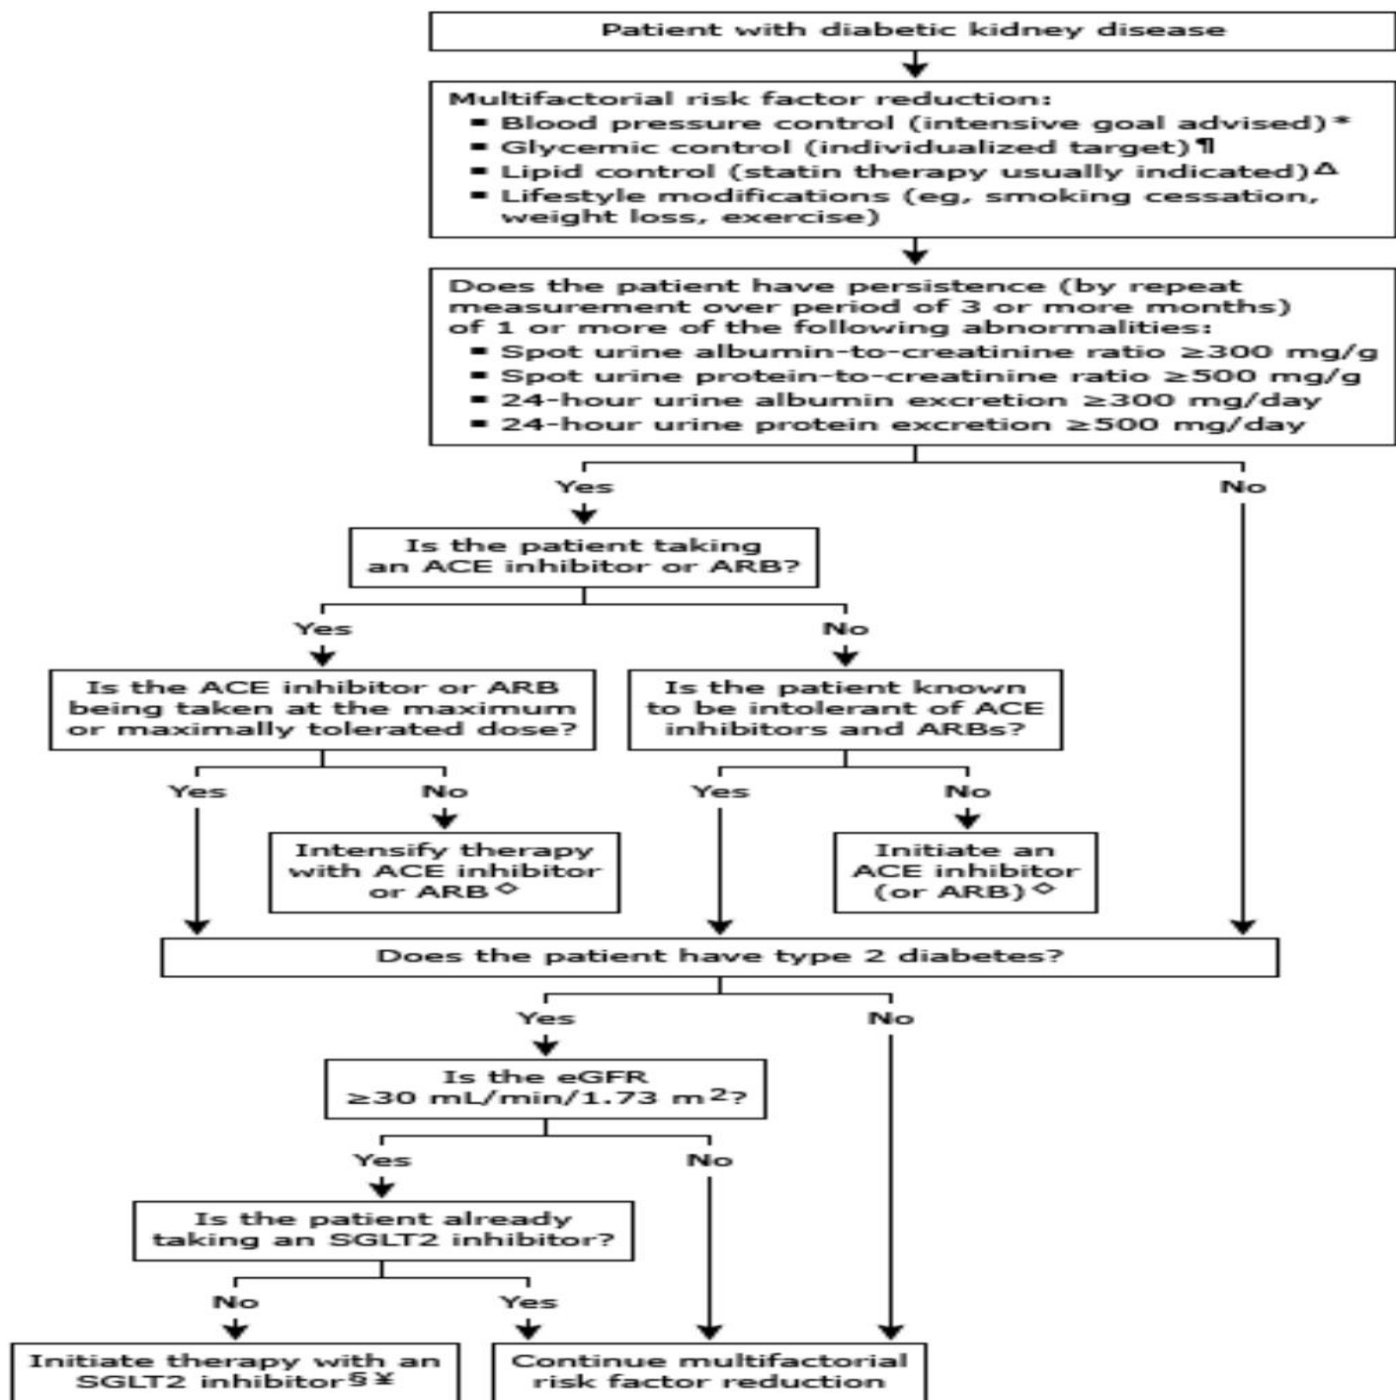 Patient with diabetic kidney disease
Multifactorial risk factor reduction:
▪ Blood pressure control (intensive goal advised)*
▪ Glycemic control (individualized target)¶
▪ Lipid control (statin therapy usually indicated)Δ
▪ Lifestyle modifications (eg, smoking cessation,
weight loss, exercise)
Does the patient have persistence (by repeat
measurement over period of 3 or more months)
of 1 or more of the following abnormalities:
▪ Spot urine albumin-to-creatinine ratio ≥300 mg/g
▪ Spot urine protein-to-creatinine ratio ≥500 mg/g
▪ 24-hour urine albumin excretion ≥300 mg/day
▪ 24-hour urine protein excretion ≥500 mg/day
Yes
No
Is the patient taking
an ACE inhibitor or ARB?
Yes
No
Is the ACE inhibitor or ARB
being taken at the maximum
or maximally tolerated dose?
Is the patient known
to be intolerant of ACE
inhibitors and ARBs?
Yes
No
Yes
No
Intensify therapy
with ACE inhibitor
or ARB◇
Initiate an
ACE inhibitor
(or ARB)◇
Does the patient have type 2 diabetes?
Yes
No
Is the eGFR
≥30 mL/min/1.73 m²?
Yes
No
Is the patient already
taking an SGLT2 inhibitor?
No
Yes
Initiate therapy with an
SGLT2 inhibitor§¥
Continue multifactorial
risk factor reduction